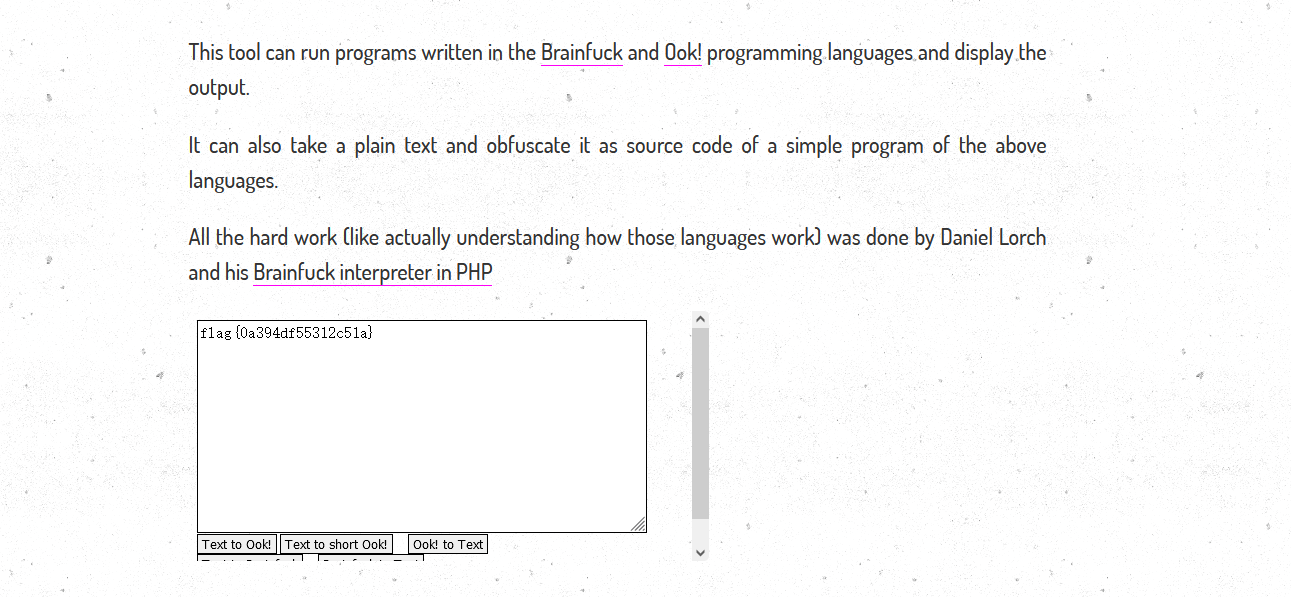 This tool can run programs written in the Brainfuck and Ook! programming languages and display the
output.
It can also take a plain text and obfuscate it as source code of a simple program of the above
languages.
All the hard work (like actually understanding how those languages work) was done by Daniel Lorch
and his Brainfuck interpreter in PHP
flag{0a394df55312c51a}
Text to Ook! Text to short Ook! Ook! to Text